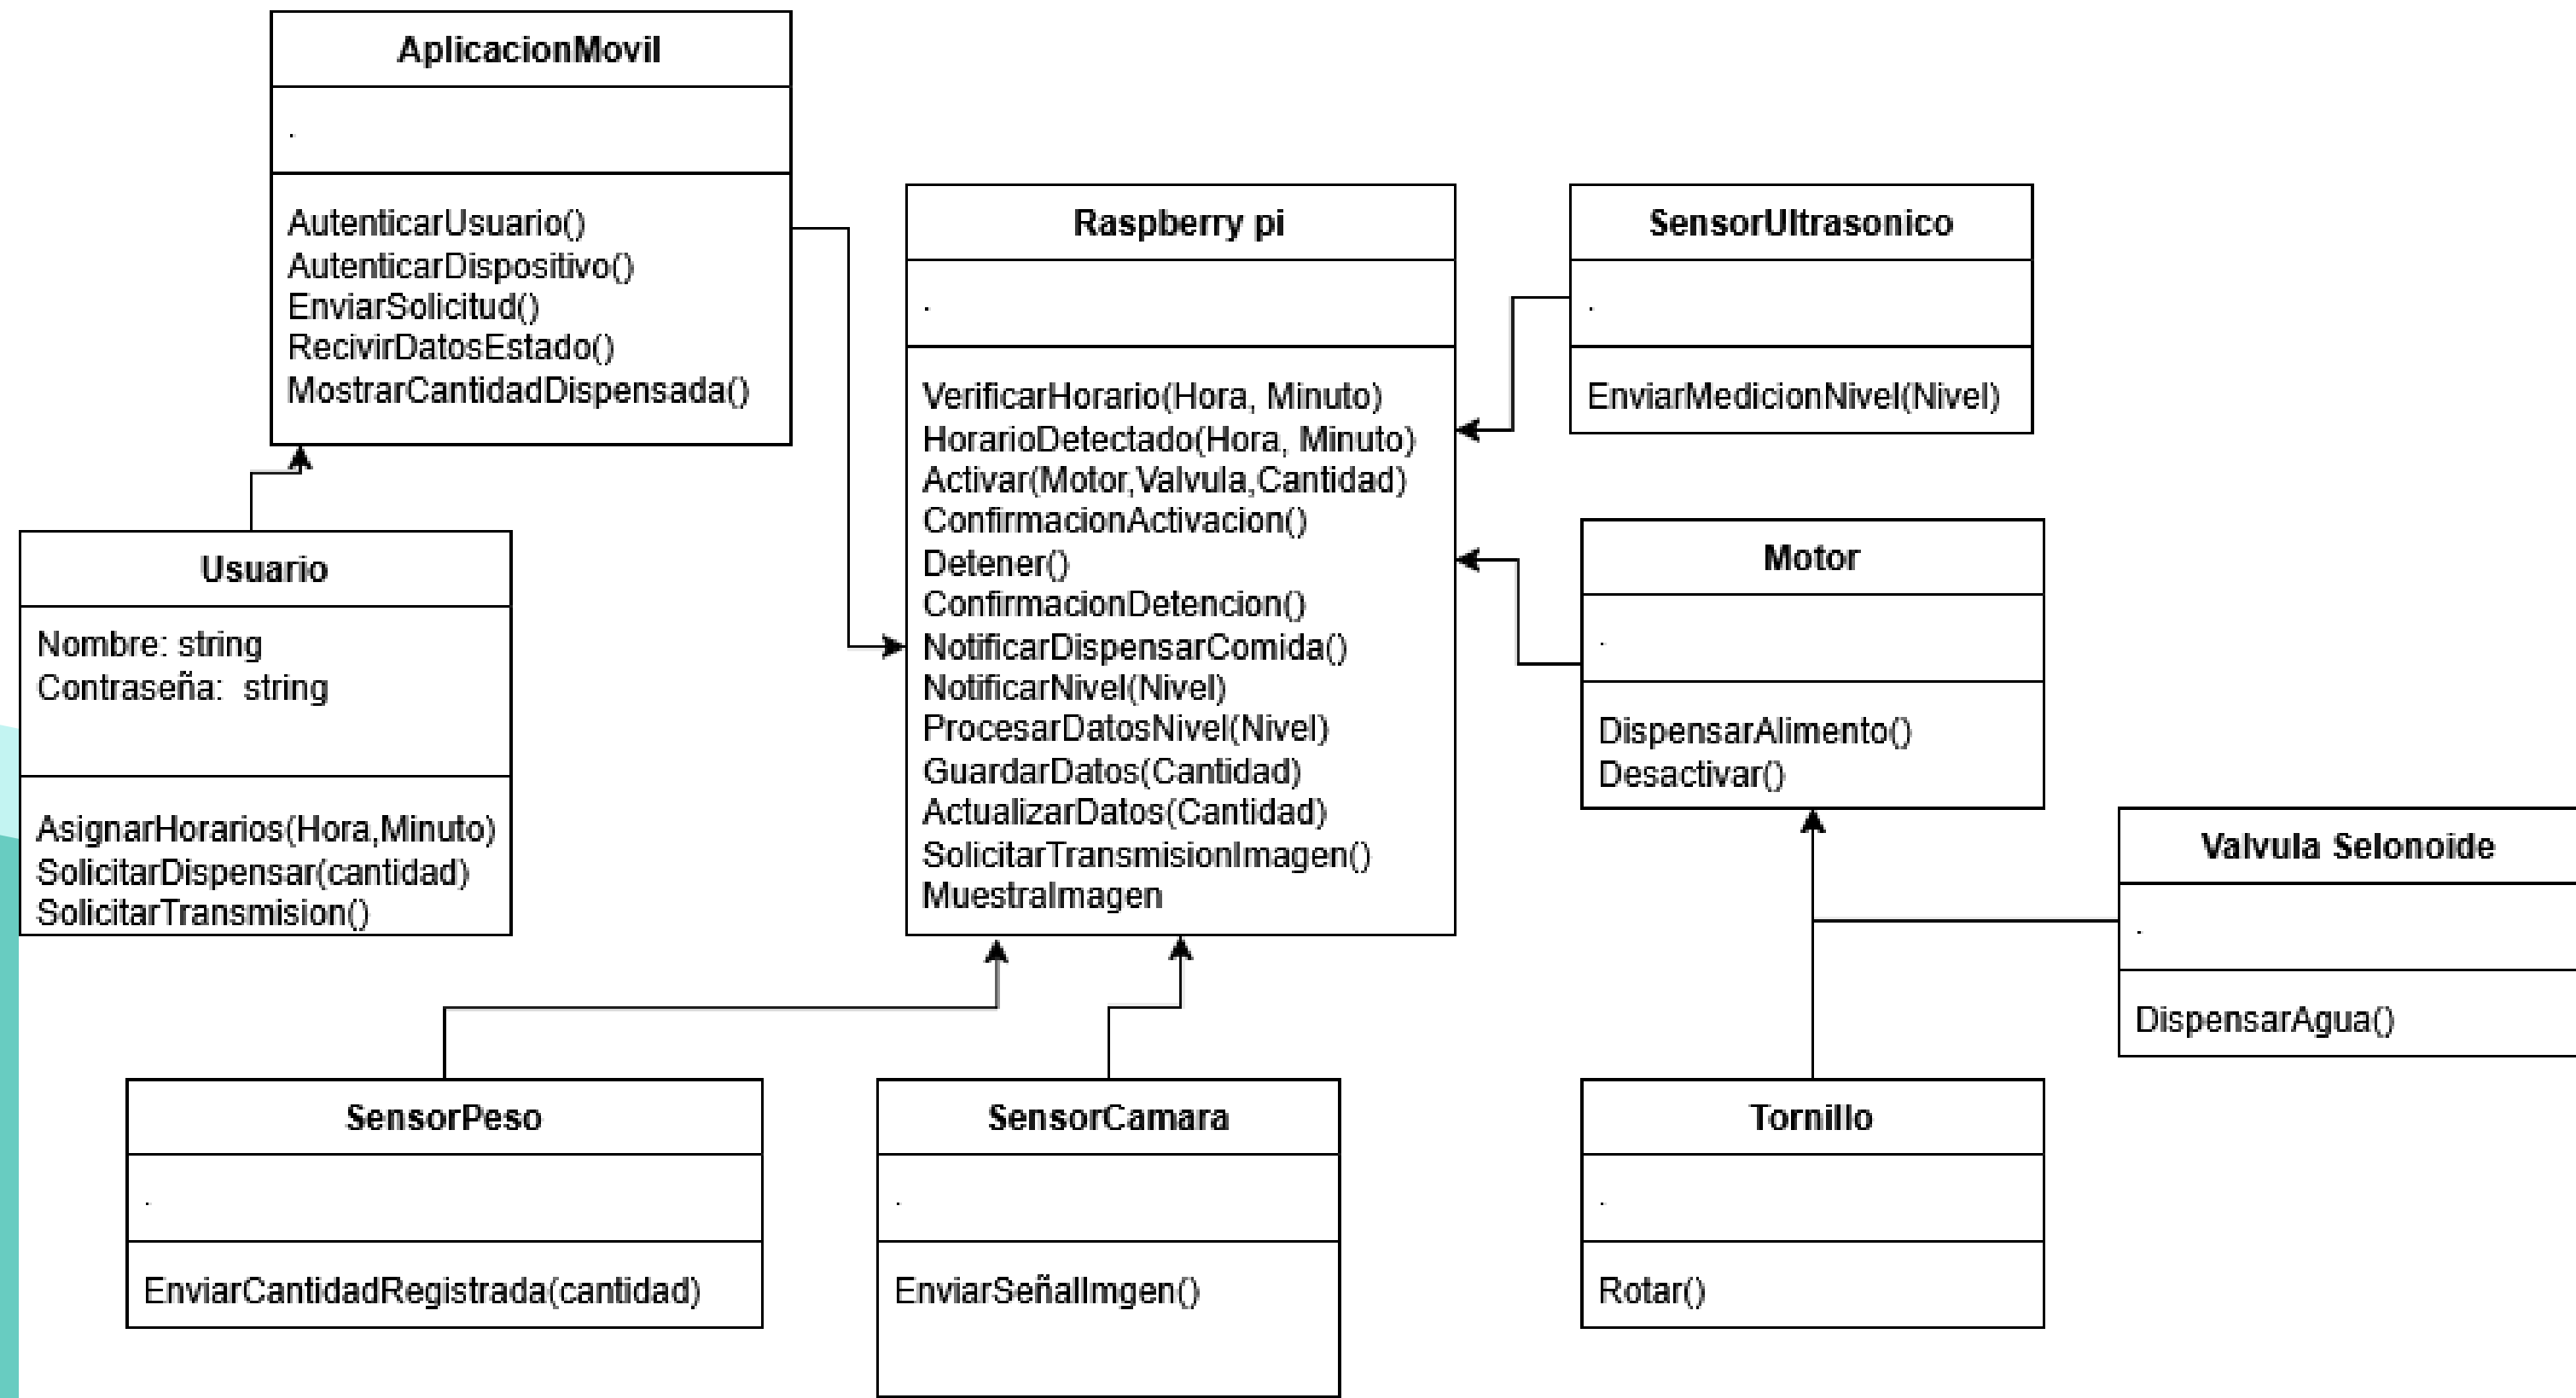 AplicacionMovil
.
AutenticarUsuario()
AutenticarDispositivo()
EnviarSolicitud()
RecivirDatosEstado()
MostrarCantidadDispensada()
Usuario
Nombre: string
Contraseña:  string
AsignarHorarios(Hora,Minuto)
SolicitarDispensar(cantidad)
SolicitarTransmision()
Raspberry pi
.
VerificarHorario(Hora, Minuto)
HorarioDetectado(Hora, Minuto)
Activar(Motor,Valvula,Cantidad)
ConfirmacionActivacion()
Detener()
ConfirmacionDetencion()
NotificarDispensarComida()
NotificarNivel(Nivel)
ProcesarDatosNivel(Nivel)
GuardarDatos(Cantidad)
ActualizarDatos(Cantidad)
SolicitarTransmisionImagen()
MuestraImagen
SensorUltrasonico
.
EnviarMedicionNivel(Nivel)
Motor
.
DispensarAlimento()
Desactivar()
Valvula Selonoide
.
DispensarAgua()
SensorPeso
.
EnviarCantidadRegistrada(cantidad)
SensorCamara
.
EnviarSeñalImgen()
Tornillo
.
Rotar()